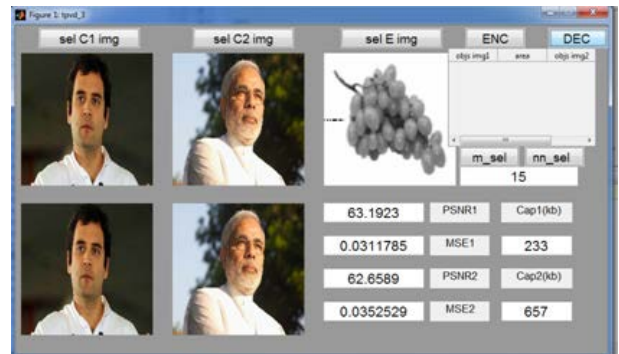 Figure 1: tpvd_3
sel C1 img
sel C2 img
sel E img
ENC
DEC
objs img1
area
objs img2
m_sel
nn_sel
15
63.1923
PSNR1
Cap1(kb)
0.0311785
MSE1
233
62.6589
PSNR2
Cap2(kb)
0.0352529
MSE2
657